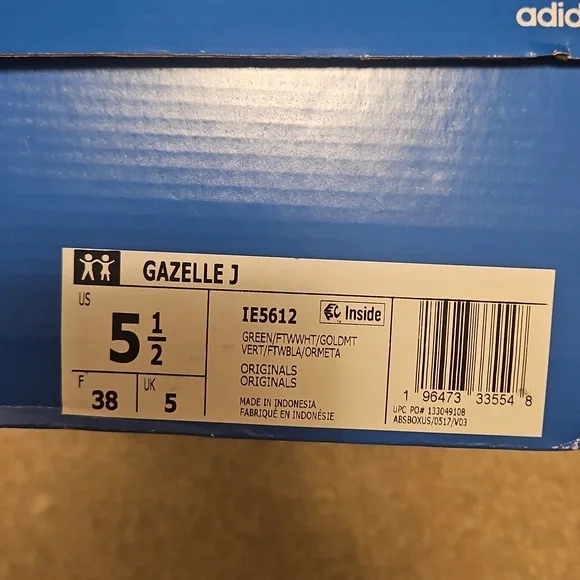 adid
GAZELLE J
US
5 1/2
F 38
UK 5
IE5612
Inside
GREEN/FTWWHT/GOLDMT
VERT/FTWBLA/ORMETA
ORIGINALS
ORIGINALS
MADE IN INDONESIA
FABRIQUÉ EN INDONÉSIE
1 96473 33554 8
UPC PO# 133049108
ABSBOXUS/0517/V03